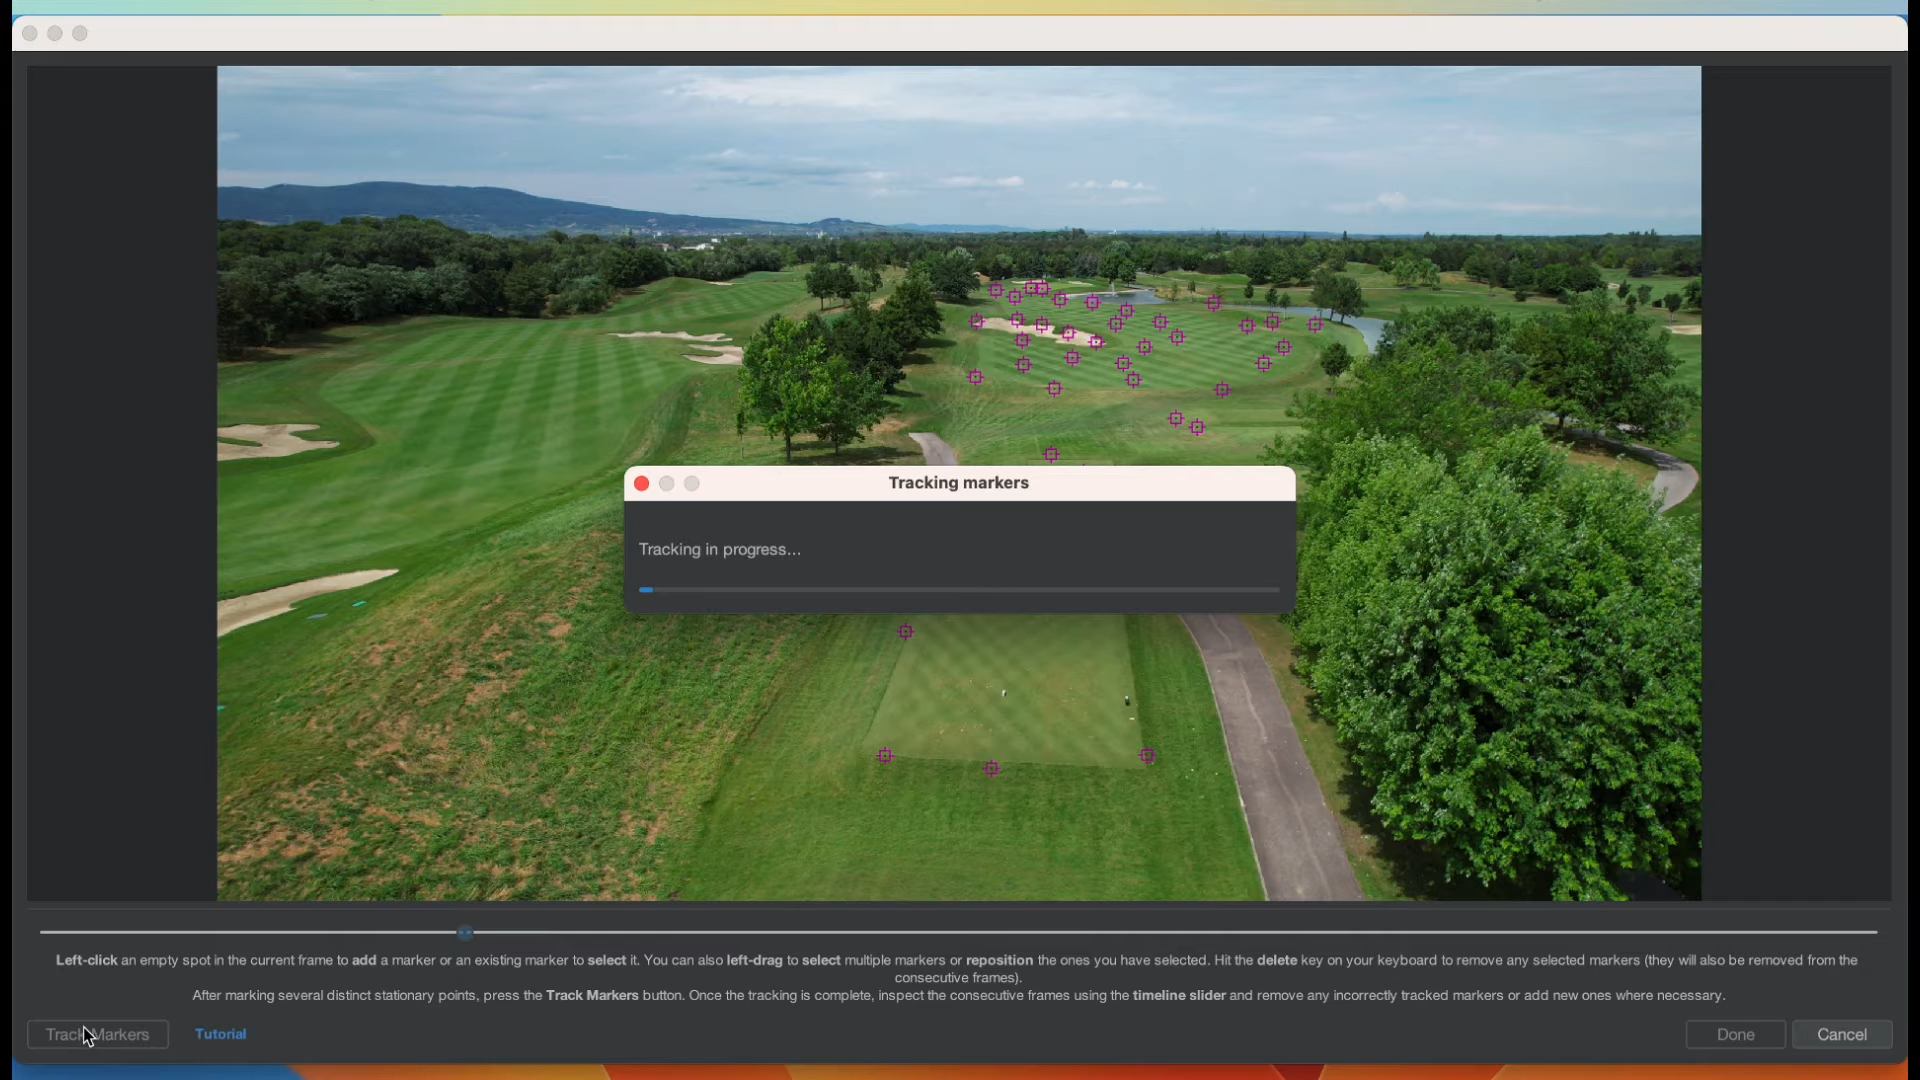 Tracking markers
Tracking in progress...
Left-click an empty spot in the current frame to add a marker or an existing marker to select it. You can also left-drag to select multiple markers or reposition the ones you have selected. Hit the delete key on your keyboard to remove any selected markers (they will also be removed from the
consecutive frames).
After marking several distinct stationary points, press the Track Markers button. Once the tracking is complete, inspect the consecutive frames using the timeline slider and remove any incorrectly tracked markers or add new ones where necessary.
Track Markers Tutorial Done Cancel